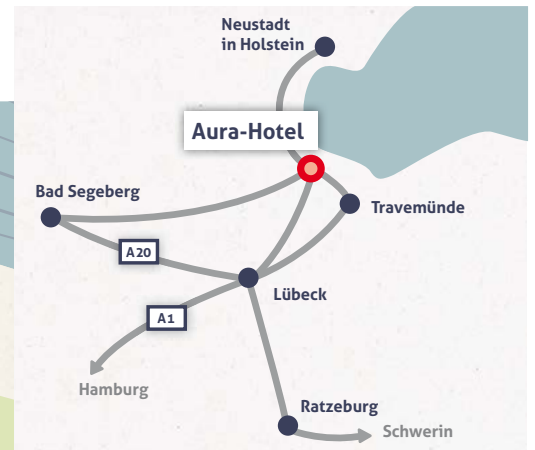 Neustadt
in Holstein
Aura-Hotel
Bad Segeberg
Travemünde
A20
Lübeck
A1
Hamburg
Ratzeburg
Schwerin